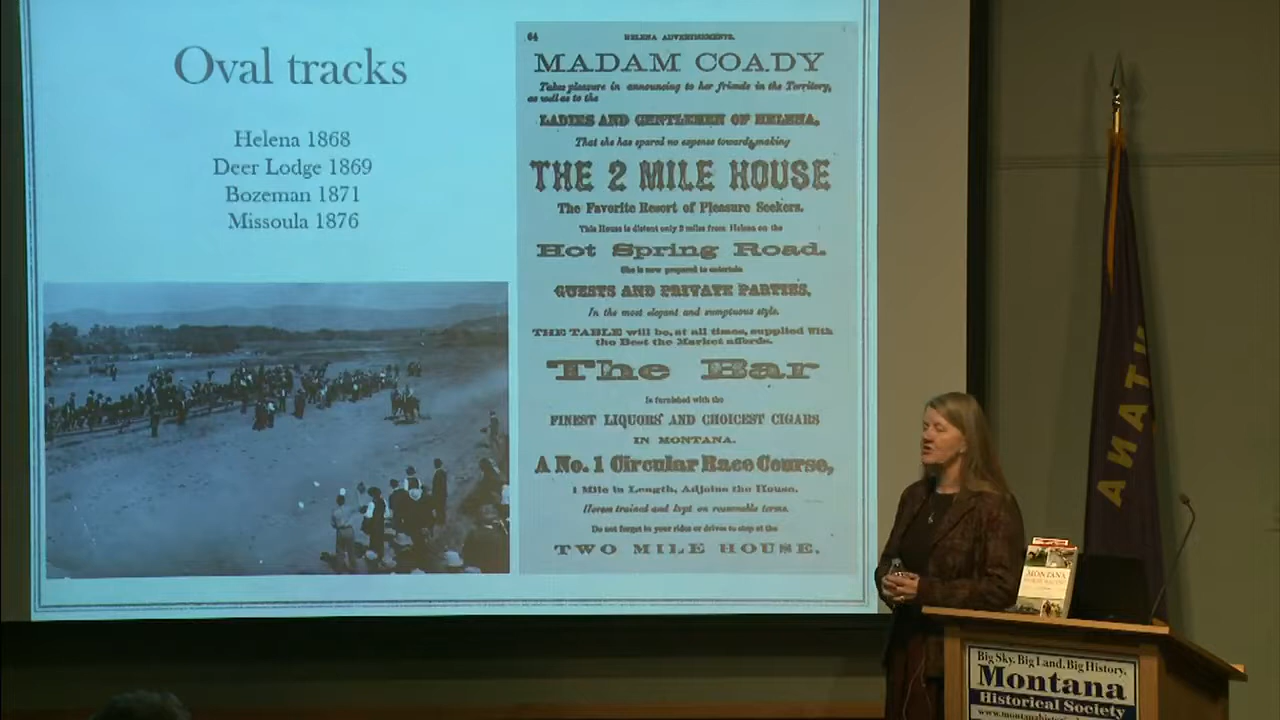 Oval tracks
Helena 1868
Deer Lodge 1869
Bozeman 1871
Missoula 1876
64
HELENA ADVERTISEMENTS.
MADAM COADY
Takes pleasure in announcing to her friends in the Territory,
as well as to the
LADIES AND GENTLEMEN OF HELENA,
That she has spared no expense towards making
THE 2 MILE HOUSE
The Favorite Resort of Pleasure Seekers.
This House is distant only 2 miles from Helena on the
Hot Spring Road.
She is now prepared to entertain
GUESTS AND PRIVATE PARTIES,
In the most elegant and sumptuous style.
THE TABLE will be, at all times, supplied With
the Best the Market affords.
The Bar
Is furnished with the
FINEST LIQUORS AND CHOICEST CIGARS
IN MONTANA.
A No. 1 Circular Race Course,
1 Mile in Length, Adjoins the House.
Horses trained and kept on reasonable terms.
Do not forget in your rides or drives to stop at the
TWO MILE HOUSE.
MONTANA
MONTANA
Big Sky. Big Land. Big History.
Montana
Historical Society